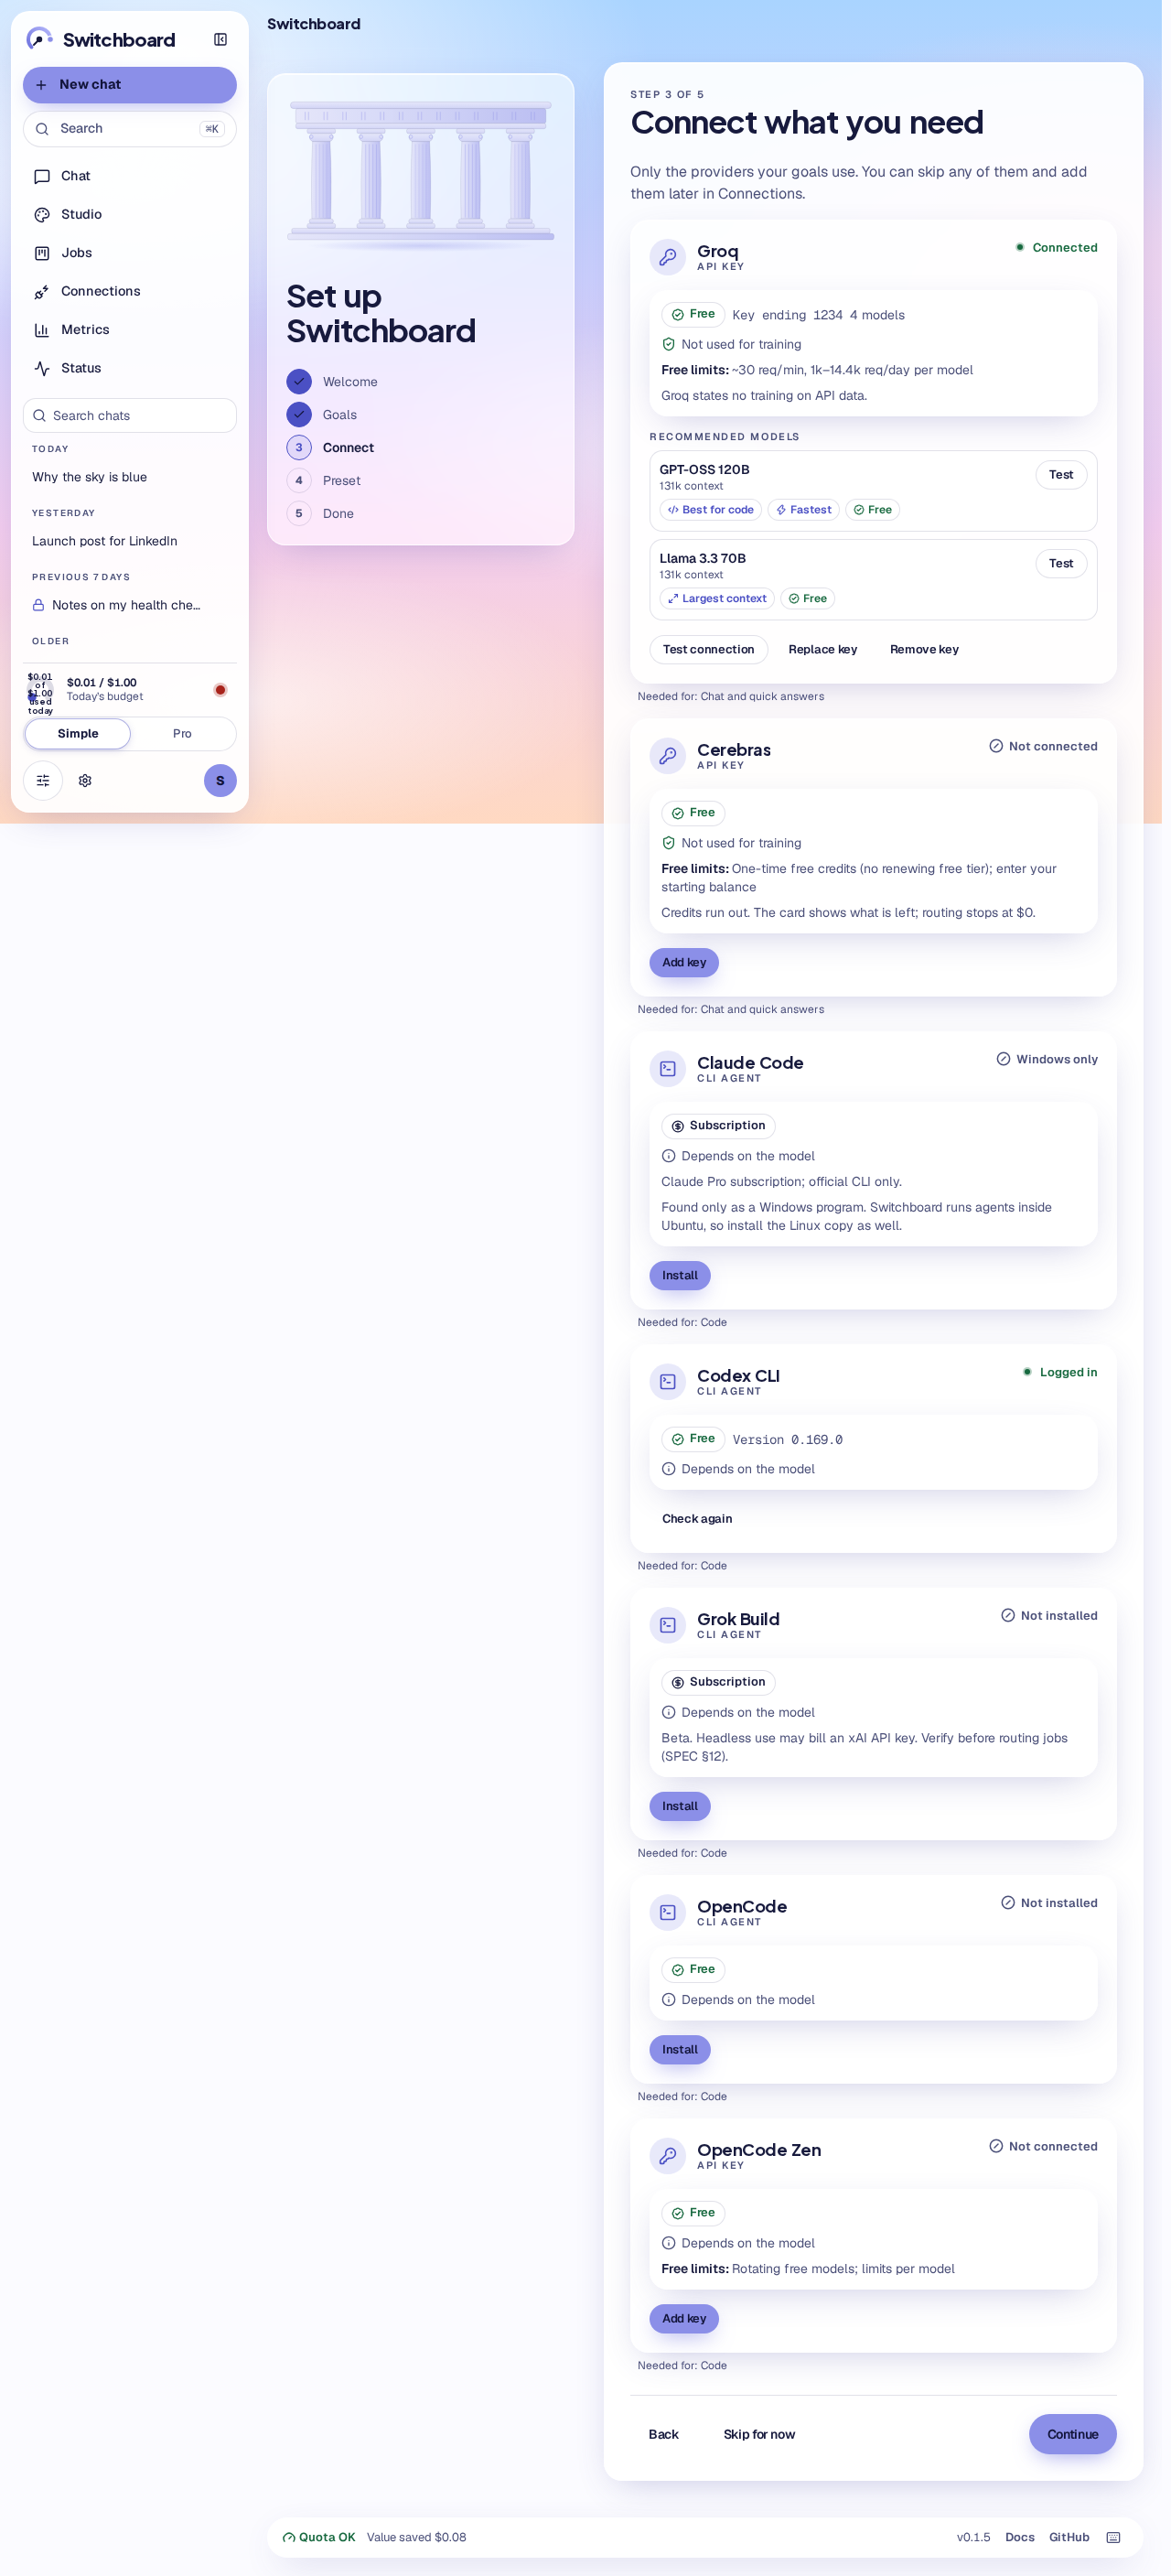 Switchboard
New chat
Search
⌘K
Chat
Studio
Jobs
Connections
Metrics
Status
Search chats
TODAY
Why the sky is blue
YESTERDAY
Launch post for LinkedIn
PREVIOUS 7 DAYS
Notes on my health che...
OLDER
$0.01
of
$1.00
used
today
$0.01 / $1.00
Today's budget
Simple
Pro
S
Switchboard
Set up
Switchboard
Welcome
Goals
3
Connect
4
Preset
5
Done
STEP 3 OF 5
Connect what you need
Only the providers your goals use. You can skip any of them and add
them later in Connections.
Groq
API KEY
Connected
Free
Key ending 1234
4 models
Not used for training
Free limits: ~30 req/min, 1k–14.4k req/day per model
Groq states no training on API data.
RECOMMENDED MODELS
GPT-OSS 120B
131k context
Best for code
Fastest
Free
Test
Llama 3.3 70B
131k context
Largest context
Free
Test
Test connection
Replace key
Remove key
Needed for: Chat and quick answers
Cerebras
API KEY
Not connected
Free
Not used for training
Free limits: One-time free credits (no renewing free tier); enter your
starting balance
Credits run out. The card shows what is left; routing stops at $0.
Add key
Needed for: Chat and quick answers
Claude Code
CLI AGENT
Windows only
Subscription
Depends on the model
Claude Pro subscription; official CLI only.
Found only as a Windows program. Switchboard runs agents inside
Ubuntu, so install the Linux copy as well.
Install
Needed for: Code
Codex CLI
CLI AGENT
Logged in
Free
Version 0.169.0
Depends on the model
Check again
Needed for: Code
Grok Build
CLI AGENT
Not installed
Subscription
Depends on the model
Beta. Headless use may bill an xAI API key. Verify before routing jobs
(SPEC §12).
Install
Needed for: Code
OpenCode
CLI AGENT
Not installed
Free
Depends on the model
Install
Needed for: Code
OpenCode Zen
API KEY
Not connected
Free
Depends on the model
Free limits: Rotating free models; limits per model
Add key
Needed for: Code
Back
Skip for now
Continue
Quota OK
Value saved $0.08
v0.1.5
Docs
GitHub